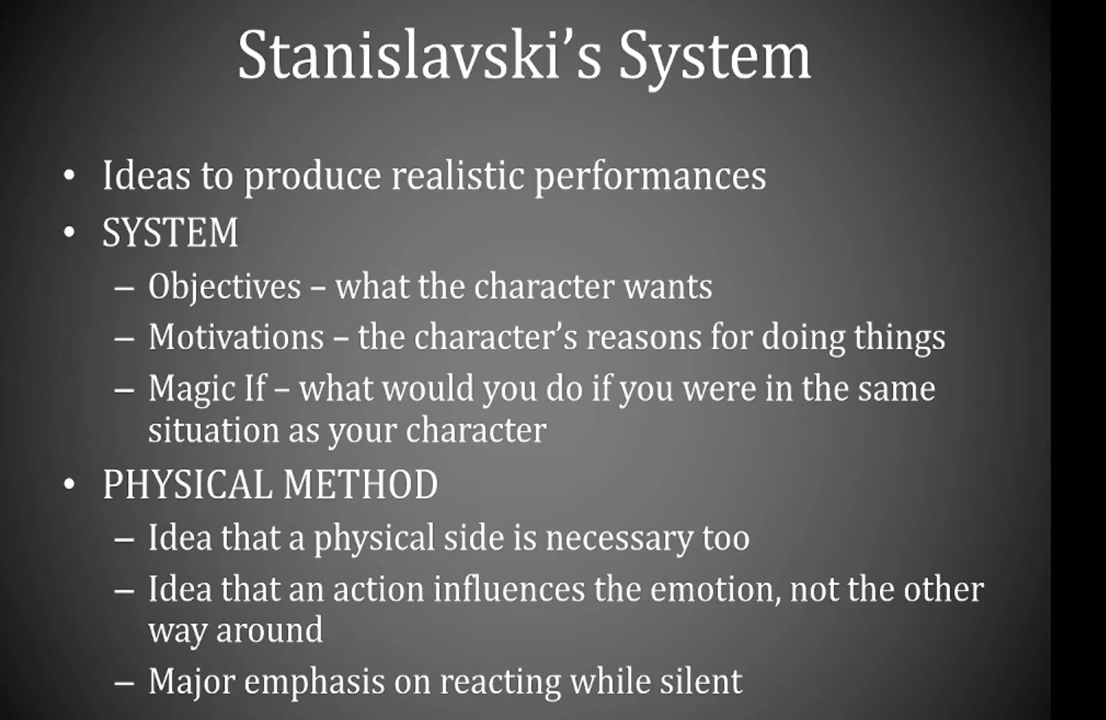 Stanislavski’s System
• Ideas to produce realistic performances
• SYSTEM
– Objectives – what the character wants
– Motivations – the character’s reasons for doing things
– Magic If – what would you do if you were in the same
situation as your character
• PHYSICAL METHOD
– Idea that a physical side is necessary too
– Idea that an action influences the emotion, not the other
way around
– Major emphasis on reacting while silent